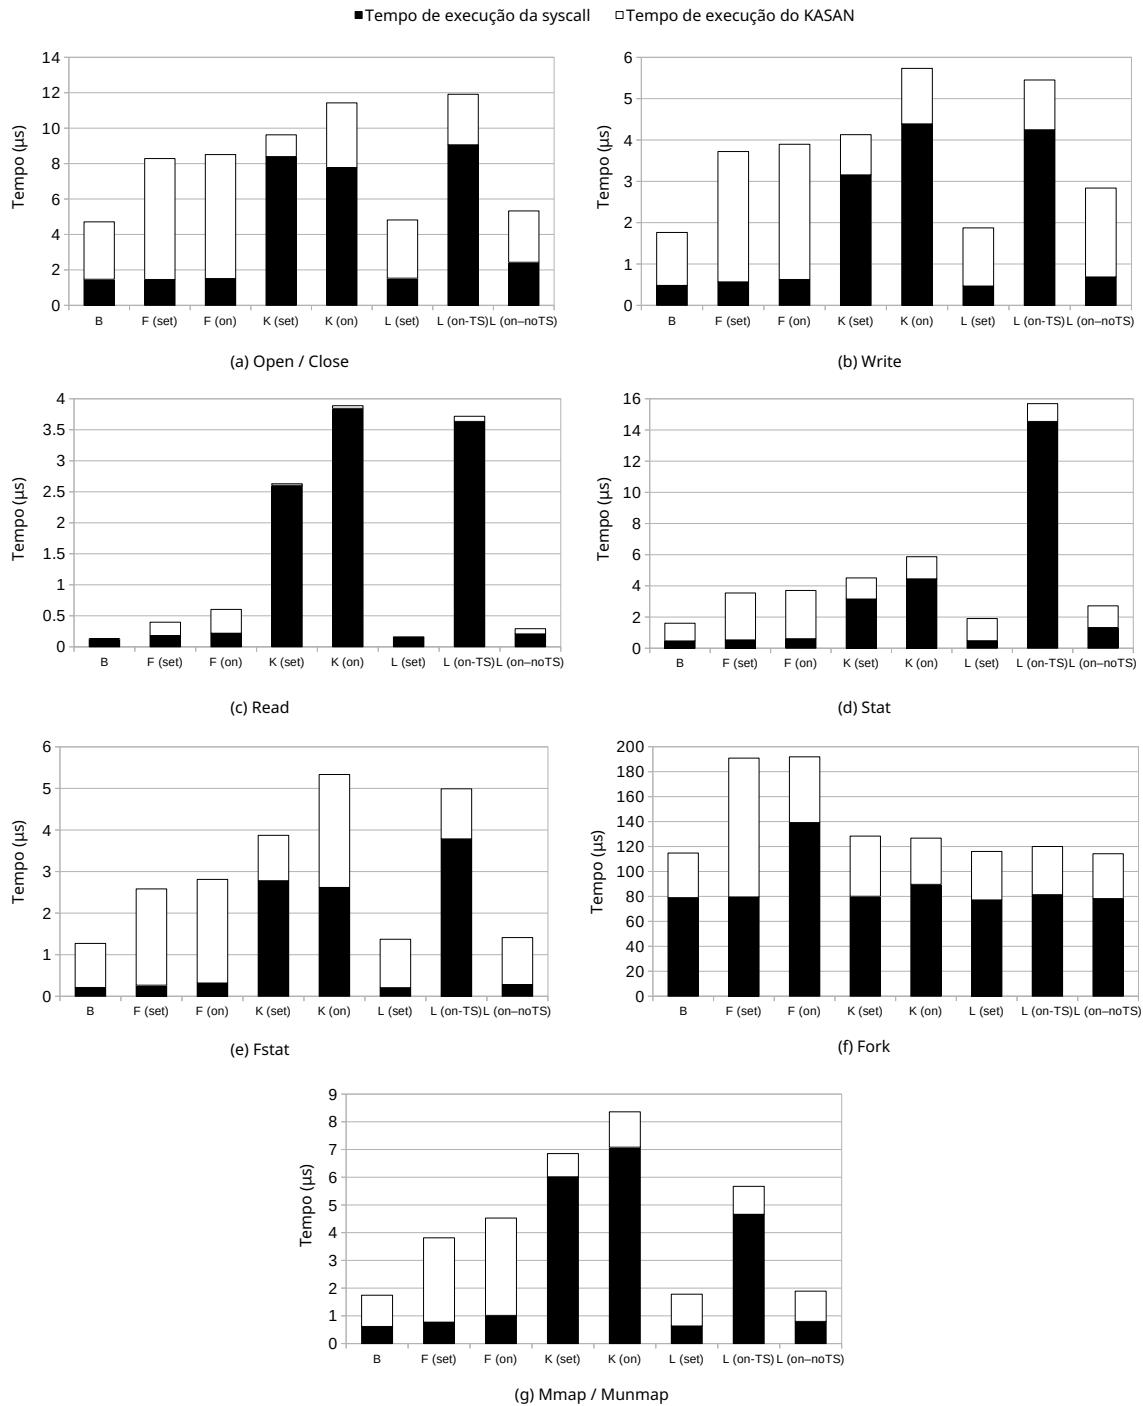 Tempo de execução da syscall Tempo de execução do KASAN
14
12
10
8
6
4
2
0
Tempo (µs)
B F (set) F (on) K (set) K (on) L (set) L (on-TS) L (on–noTS)
(a) Open / Close
6
5
4
3
2
1
0
Tempo (µs)
B F (set) F (on) K (set) K (on) L (set) L (on-TS) L (on–noTS)
(b) Write
4
3.5
3
2.5
2
1.5
1
0.5
0
Tempo (µs)
B F (set) F (on) K (set) K (on) L (set) L (on-TS) L (on–noTS)
(c) Read
16
14
12
10
8
6
4
2
0
Tempo (µs)
B F (set) F (on) K (set) K (on) L (set) L (on-TS) L (on–noTS)
(d) Stat
6
5
4
3
2
1
0
Tempo (µs)
B F (set) F (on) K (set) K (on) L (set) L (on-TS) L (on–noTS)
(e) Fstat
200
180
160
140
120
100
80
60
40
20
0
Tempo (µs)
B F (set) F (on) K (set) K (on) L (set) L (on-TS) L (on–noTS)
(f) Fork
9
8
7
6
5
4
3
2
1
0
Tempo (µs)
B F (set) F (on) K (set) K (on) L (set) L (on-TS) L (on–noTS)
(g) Mmap / Munmap